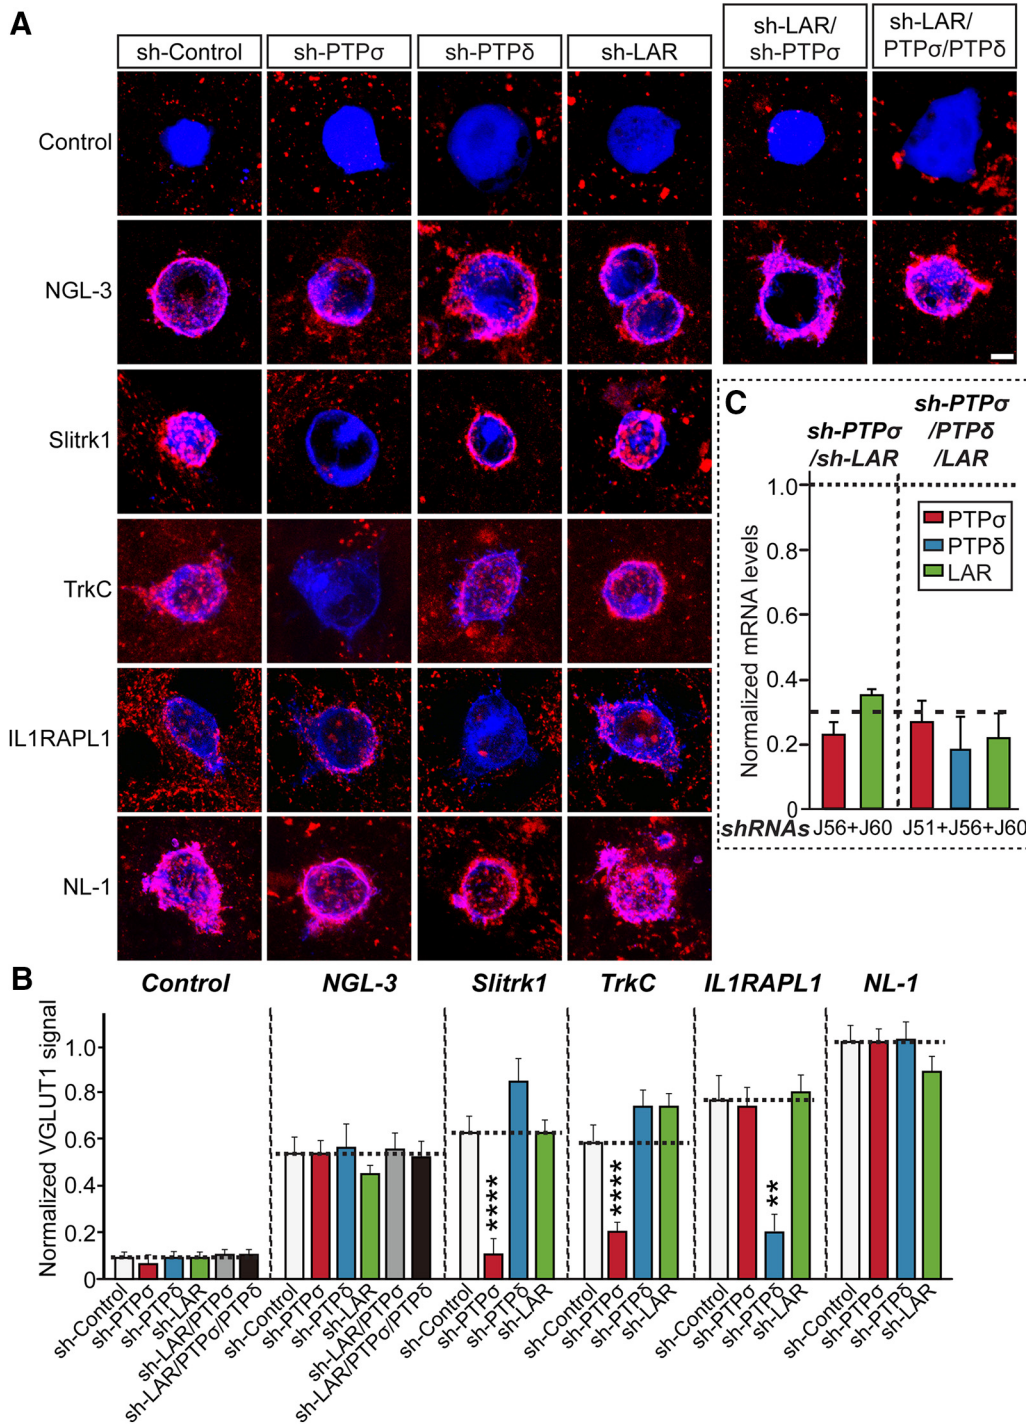 A
sh-Control
sh-PTPσ
sh-PTPδ
sh-LAR
sh-LAR/
sh-PTPσ
sh-LAR/
PTPσ/PTPδ
Control
NGL-3
Slitrk1
TrkC
IL1RAPL1
NL-1
C
sh-PTPσ
/sh-LAR
sh-PTPσ
/PTPδ
/LAR
Normalized mRNA levels
1.0
0.8
0.6
0.4
0.2
0
PTPσ
PTPδ
LAR
shRNAs
J56+J60
J51+J56+J60
B
Control
NGL-3
Slitrk1
TrkC
IL1RAPL1
NL-1
Normalized VGLUT1 signal
1.0
0.8
0.6
0.4
0.2
0
****
****
**
sh-Control
sh-PTPσ
sh-PTPδ
sh-LAR
sh-LAR/PTPσ
sh-LAR/PTPσ/PTPδ
sh-Control
sh-PTPσ
sh-PTPδ
sh-LAR
sh-LAR/PTPσ
sh-LAR/PTPσ/PTPδ
sh-Control
sh-PTPσ
sh-PTPδ
sh-LAR
sh-Control
sh-PTPσ
sh-PTPδ
sh-LAR
sh-Control
sh-PTPσ
sh-PTPδ
sh-LAR
sh-Control
sh-PTPσ
sh-PTPδ
sh-LAR